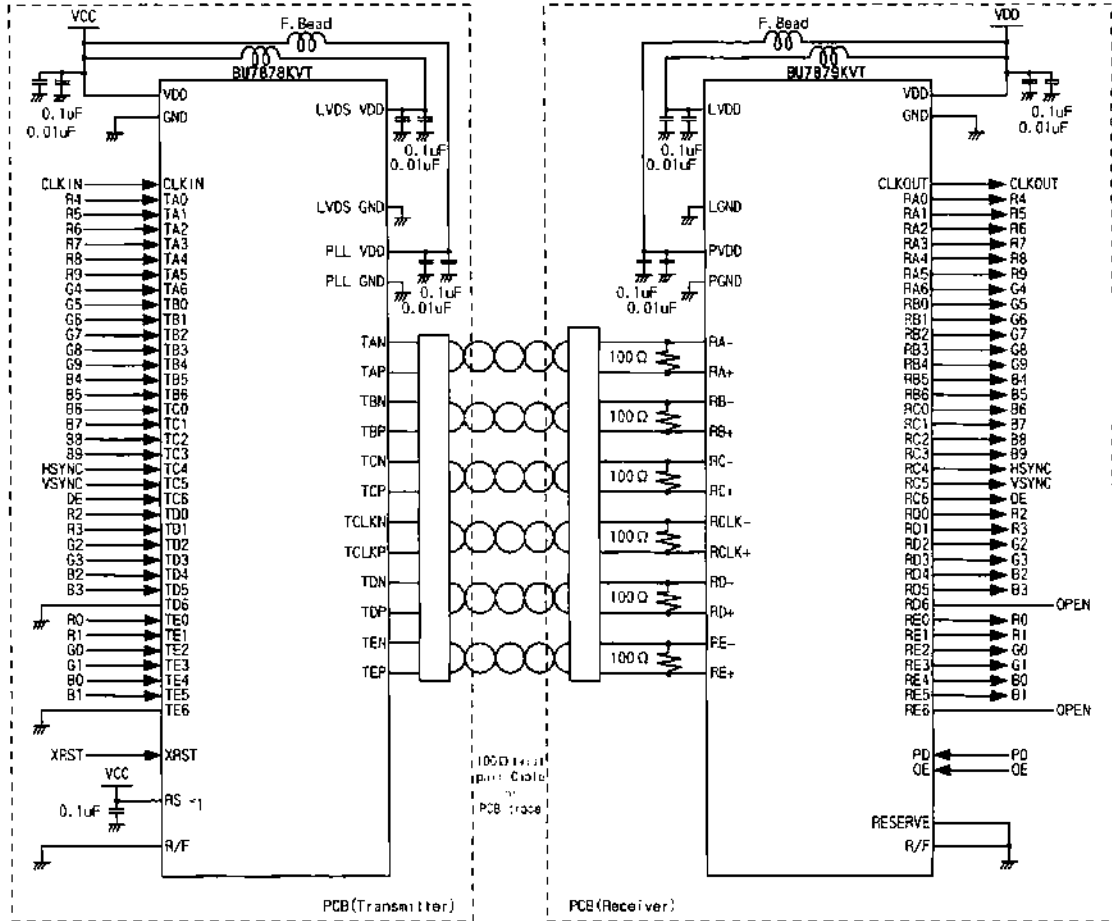 VCC
F.Bead
BU7878KVT
0.1uF
0.01uF
VDD
GND
LVDS VDD
0.1uF
0.01uF
CLKIN CLKIN
R4 TA0
R5 TA1
R6 TA2
R7 TA3
R8 TA4
R9 TA5
G4 TA6
G5 TB0
G6 TB1
G7 TB2
G8 TB3
G9 TB4
B4 TB5
B5 TB6
B6 TC0
B7 TC1
B8 TC2
B9 TC3
HSYNC TC4
VSYNC TC5
DE TC6
R2 TD0
R3 TD1
G2 TD2
G3 TD3
B2 TD4
B3 TD5
TD6
R0 TE0
R1 TE1
G0 TE2
G1 TE3
B0 TE4
B1 TE5
TE6
XRST XRST
VCC
0.1uF
RS *1
R/F
LVDS GND
PLL VDD
0.1uF
0.01uF
PLL GND
TAN
TAP
TBN
TBP
TCN
TCP
TCLKN
TCLKP
TDN
TDP
TEN
TEP
PCB(Transmitter)
pair Cable
PCB trace
VDD
F.Bead
BU7879KVT
LVDD
0.1uF
0.01uF
VDD
GND
0.1uF
0.01uF
LGND
PVDD
0.1uF
0.01uF
PGND
100Ω RA-
RA+
100Ω RB-
RB+
100Ω RC-
RC+
100Ω RCLK-
RCLK+
100Ω RD-
RD+
100Ω RE-
RE+
CLKOUT CLKOUT
RA0 R4
RA1 R5
RA2 R6
RA3 R7
RA4 R8
RA5 R9
RA6 G4
RB0 G5
RB1 G6
RB2 G7
RB3 G8
RB4 G9
RB5 B4
RB6 B5
RC0 B6
RC1 B7
RC2 B8
RC3 B9
RC4 HSYNC
RC5 VSYNC
RC6 DE
RD0 R2
RD1 R3
RD2 G2
RD3 G3
RD4 B2
RD5 B3
RD6 OPEN
RE0 R0
RE1 R1
RE2 G0
RE3 G1
RE4 B0
RE5 B1
RE6 OPEN
PD PD
OE OE
RESERVE
R/F
PCB(Receiver)